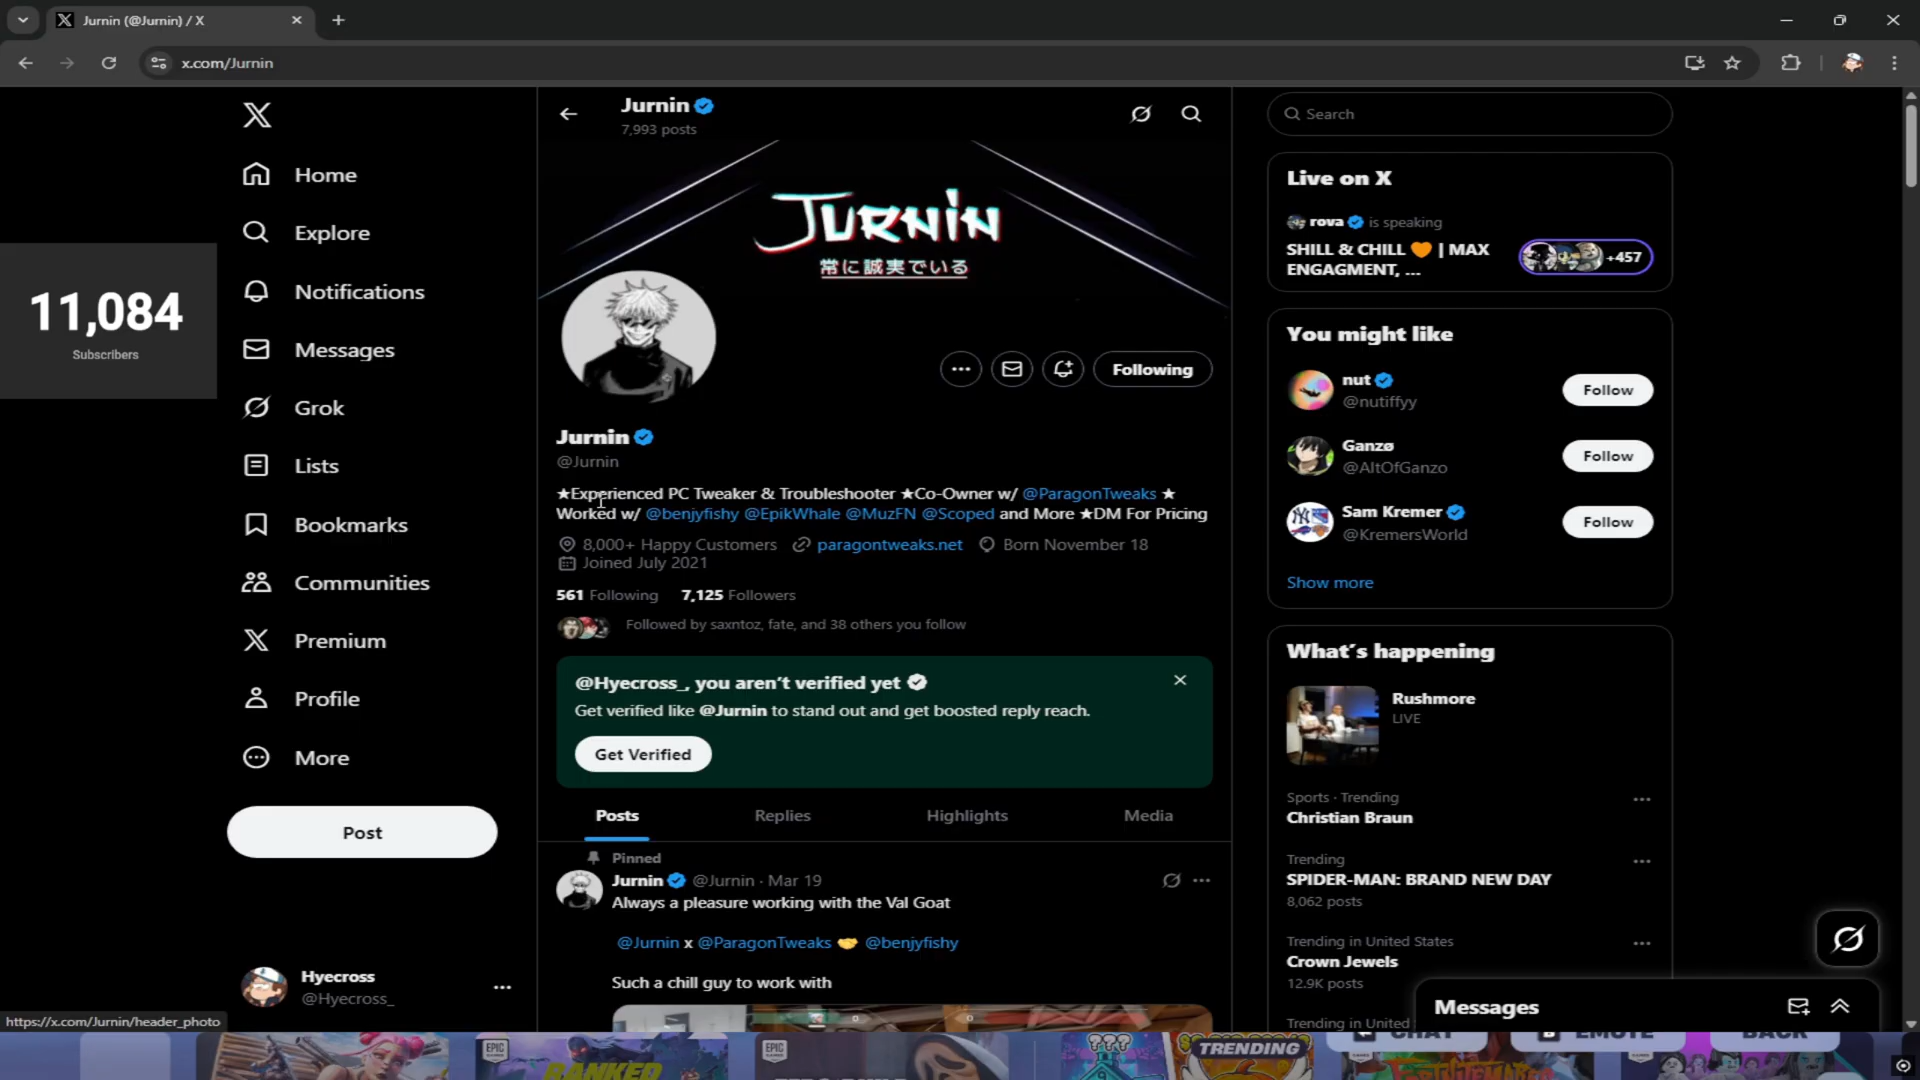 Jurnin (@Jurnin) / X
x.com/Jurnin
11,084
Subscribers
Home
Explore
Notifications
Messages
Grok
Lists
Bookmarks
Communities
Premium
Profile
More
Post
Hyecross
@Hyecross_
https://x.com/Jurnin/header_photo
Jurnin
7,993 posts
JURNIN
常に誠実でいる
Following
Jurnin
@Jurnin
★Experienced PC Tweaker & Troubleshooter ★Co-Owner w/ @ParagonTweaks ★
Worked w/ @benjyfishy @EpikWhale @MuzFN @Scoped and More ★DM For Pricing
8,000+ Happy Customers paragontweaks.net Born November 18
Joined July 2021
561 Following 7,125 Followers
Followed by saxntoz, fate, and 38 others you follow
@Hyecross_, you aren't verified yet
Get verified like @Jurnin to stand out and get boosted reply reach.
Get Verified
Posts Replies Highlights Media
Pinned
Jurnin @Jurnin · Mar 19
Always a pleasure working with the Val Goat
@Jurnin x @ParagonTweaks 🤝 @benjyfishy
Such a chill guy to work with
Search
Live on X
rova is speaking
SHILL & CHILL 🧡 | MAX
ENGAGMENT, ...
+457
You might like
nut
@nutiffyy
Follow
Ganzø
@AltOfGanzo
Follow
Sam Kremer
@KremersWorld
Follow
Show more
What's happening
Rushmore
LIVE
Sports · Trending
Christian Braun
Trending
SPIDER-MAN: BRAND NEW DAY
8,062 posts
Trending in United States
Crown Jewels
12.9K posts
Trending in United
Messages
EPIC
RANKED
EPIC
TRENDING
CHAT
EMOTE
BACK